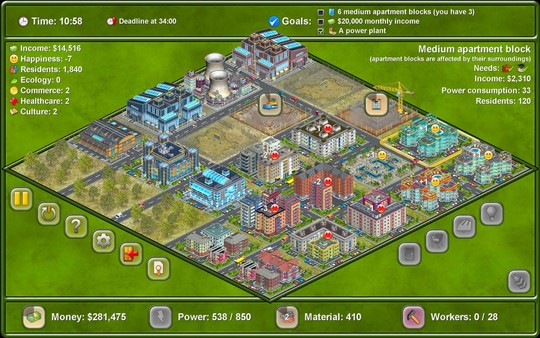 Time: 10:58
Deadline at 34:00
Goals:
6 medium apartment blocks (you have 3)
$20,000 monthly income
A power plant
Income: $14,516
Happiness: -7
Residents: 1,840
Ecology: 0
Commerce: 2
Healthcare: 2
Culture: 2
Medium apartment block
(apartment blocks are affected by their surroundings)
Needs:
Income: $2,310
Power consumption: 33
Residents: 120
Money: $281,475
Power: 538 / 850
Material: 410
Workers: 0 / 28